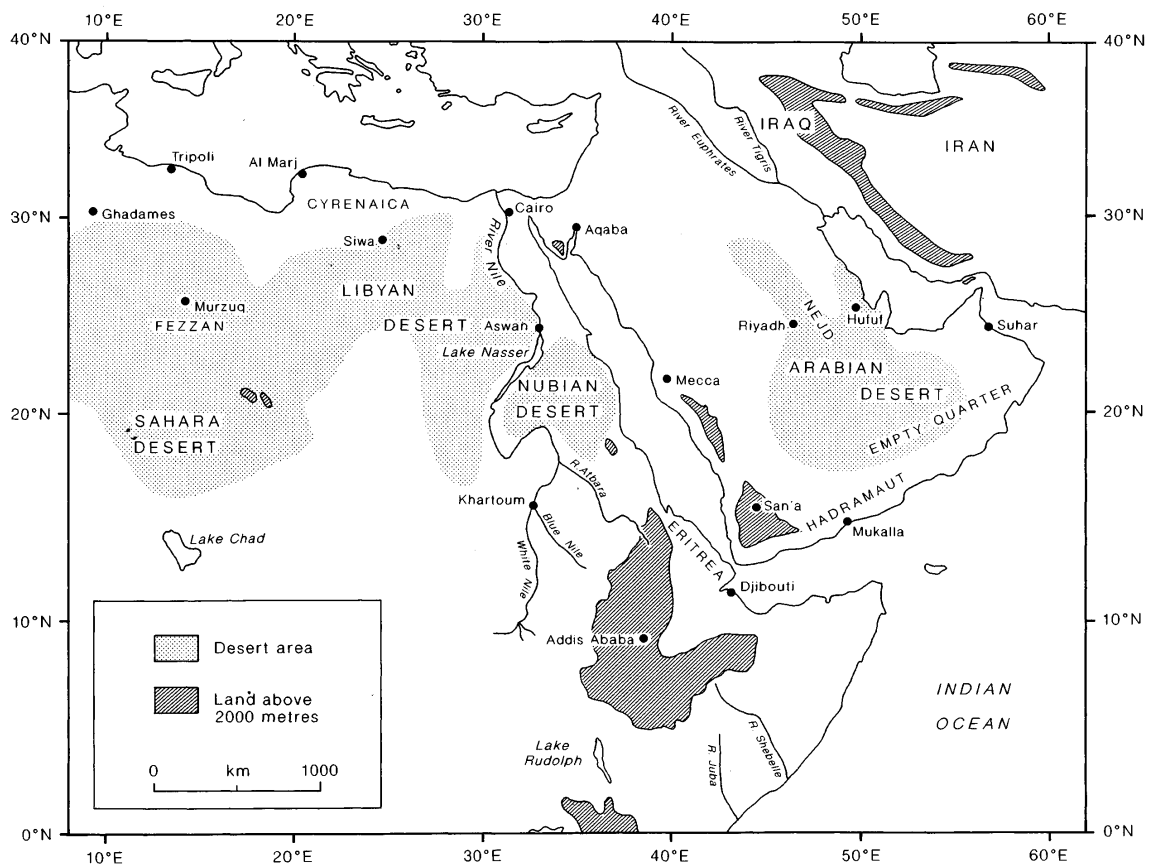 10°E 20°E 30°E 40°E 50°E 60°E
40°N 40°N
River Euphrates
River Tigris
IRAQ
IRAN
Tripoli
Al Marj
Ghadames
CYRENAICA
30°N 30°N
Cairo
Aqaba
Siwa
River Nile
LIBYAN
DESERT
Murzuq
FEZZAN
Aswan
Lake Nasser
NEJD
Riyadh
Hufuf
Suhar
ARABIAN
DESERT
Mecca
NUBIAN
DESERT
20°N 20°N
SAHARA
DESERT
EMPTY QUARTER
R. Atbara
Khartoum
Blue Nile
White Nile
San'a
HADRAMAUT
Mukalla
Lake Chad
ERITREA
Djibouti
10°N 10°N
Addis Ababa
Desert area
Land above
2000 metres
INDIAN
OCEAN
Lake
Rudolph
R. Juba
R. Shebelle
0 km 1000
0°N 0°N
10°E 20°E 30°E 40°E 50°E 60°E